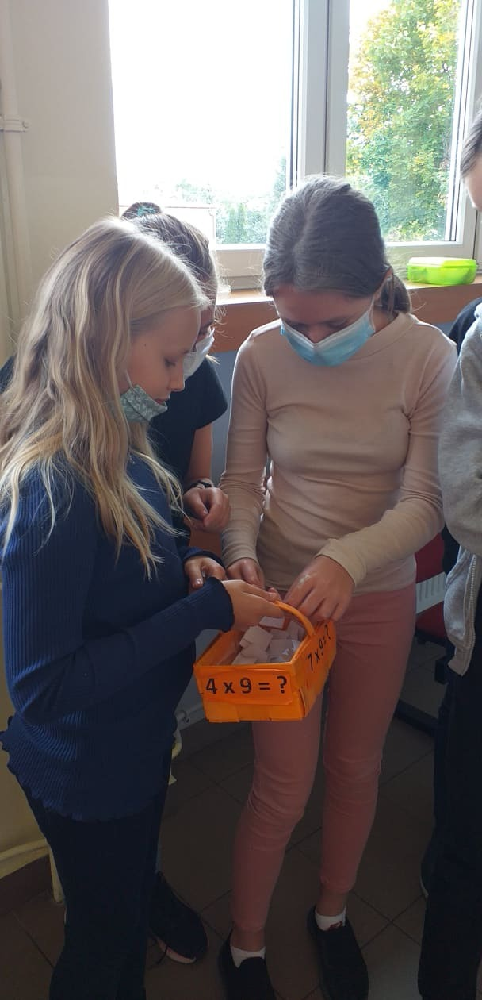 4 x 9 = ?
7 x 9 = ?